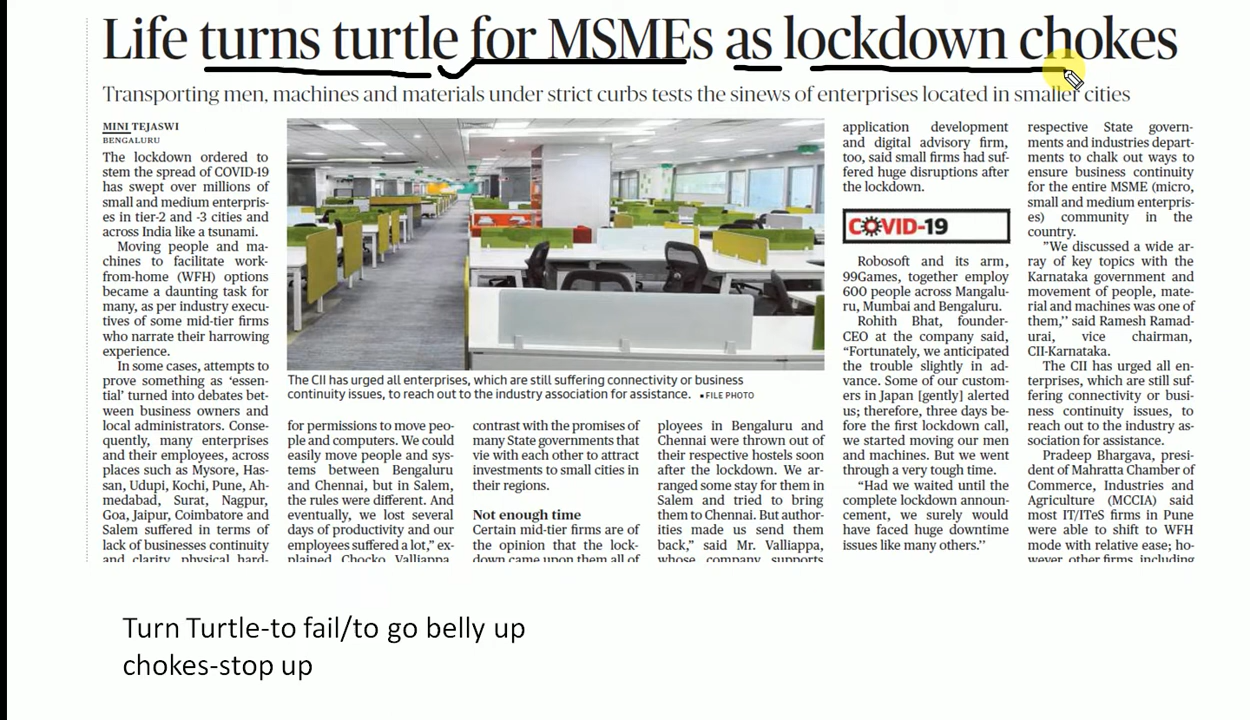 Life turns turtle for MSMEs as lockdown chokes
Transporting men, machines and materials under strict curbs tests the sinews of enterprises located in smaller cities
MINI TEJASWI
BENGALURU
The lockdown ordered to
stem the spread of COVID-19
has swept over millions of
small and medium enterpris-
es in tier-2 and -3 cities and
across India like a tsunami.
Moving people and ma-
chines to facilitate work-
from-home (WFH) options
became a daunting task for
many, as per industry execu-
tives of some mid-tier firms
who narrate their harrowing
experience.
In some cases, attempts to
prove something as ‘essen-
tial’ turned into debates bet-
ween business owners and
local administrators. Conse-
quently, many enterprises
and their employees, across
places such as Mysore, Has-
san, Udupi, Kochi, Pune, Ah-
medabad, Surat, Nagpur,
Goa, Jaipur, Coimbatore and
Salem suffered in terms of
lack of businesses continuity
and clarity, physical hard-
The CII has urged all enterprises, which are still suffering connectivity or business
continuity issues, to reach out to the industry association for assistance. ▪ FILE PHOTO
for permissions to move peo-
ple and computers. We could
easily move people and sys-
tems between Bengaluru
and Chennai, but in Salem,
the rules were different. And
eventually, we lost several
days of productivity and our
employees suffered a lot,” ex-
plained Chocko Valliappa,
contrast with the promises of
many State governments that
vie with each other to attract
investments to small cities in
their regions.
Not enough time
Certain mid-tier firms are of
the opinion that the lock-
down came upon them all of
ployees in Bengaluru and
Chennai were thrown out of
their respective hostels soon
after the lockdown. We ar-
ranged some stay for them in
Salem and tried to bring
them to Chennai. But author-
ities made us send them
back,” said Mr. Valliappa,
whose company supports
application development
and digital advisory firm,
too, said small firms had suf-
fered huge disruptions after
the lockdown.
COVID-19
Robosoft and its arm,
99Games, together employ
600 people across Mangalu-
ru, Mumbai and Bengaluru.
Rohith Bhat, founder-
CEO at the company said,
“Fortunately, we anticipated
the trouble slightly in ad-
vance. Some of our custom-
ers in Japan [gently] alerted
us; therefore, three days be-
fore the first lockdown call,
we started moving our men
and machines. But we went
through a very tough time.
“Had we waited until the
complete lockdown announ-
cement, we surely would
have faced huge downtime
issues like many others.’’
respective State govern-
ments and industries depart-
ments to chalk out ways to
ensure business continuity
for the entire MSME (micro,
small and medium enterpris-
es) community in the
country.
”We discussed a wide ar-
ray of key topics with the
Karnataka government and
movement of people, mate-
rial and machines was one of
them,’’ said Ramesh Ramad-
urai, vice chairman,
CII-Karnataka.
The CII has urged all en-
terprises, which are still suf-
fering connectivity or busi-
ness continuity issues, to
reach out to the industry as-
sociation for assistance.
Pradeep Bhargava, presi-
dent of Mahratta Chamber of
Commerce, Industries and
Agriculture (MCCIA) said
most IT/ITeS firms in Pune
were able to shift to WFH
mode with relative ease; ho-
wever, other firms, including
Turn Turtle-to fail/to go belly up
chokes-stop up